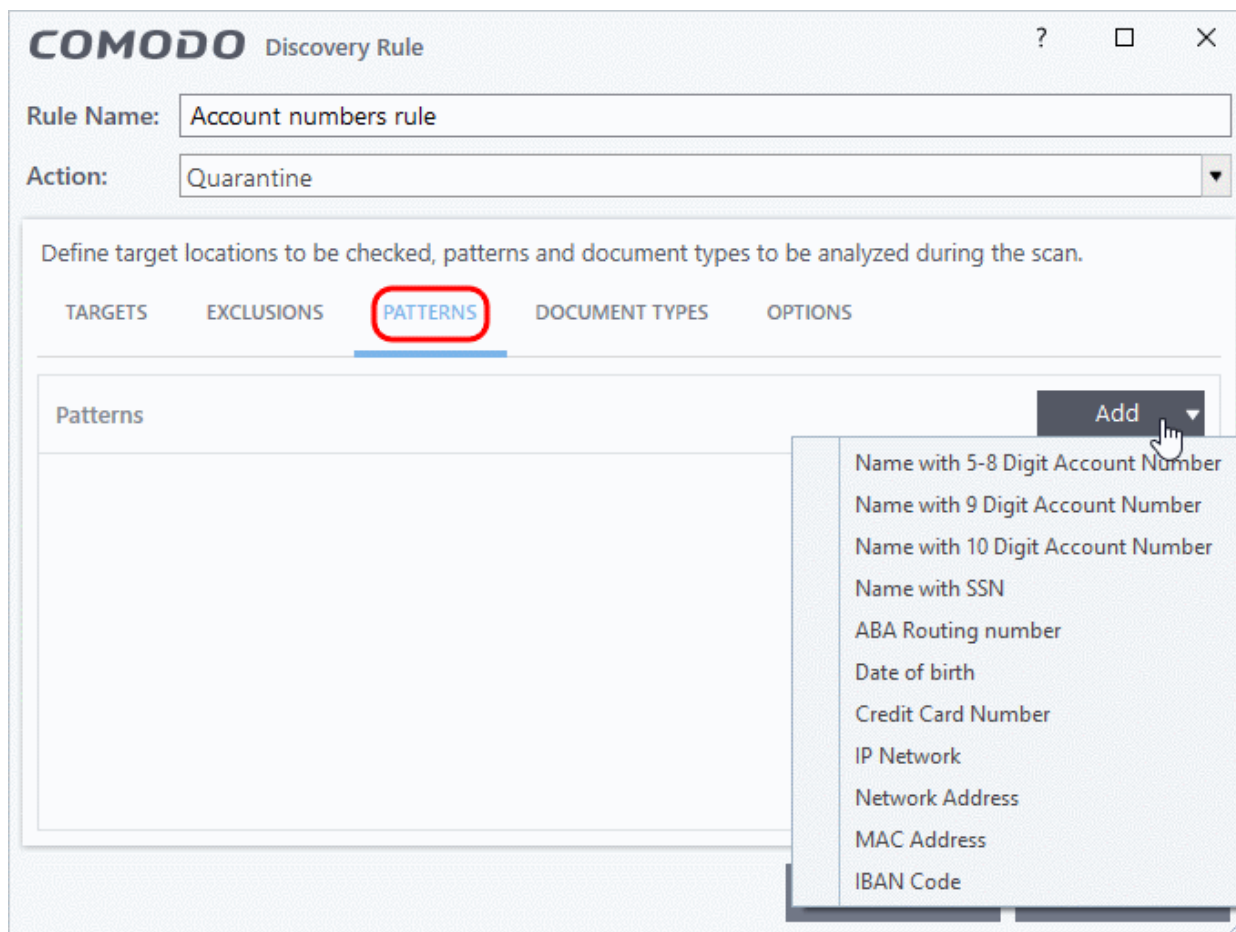 COMODO Discovery Rule ?
Rule Name: Account numbers rule
Action: Quarantine
Define target locations to be checked, patterns and document types to be analyzed during the scan.
TARGETS EXCLUSIONS PATTERNS DOCUMENT TYPES OPTIONS
Patterns Add
Name with 5-8 Digit Account Number
Name with 9 Digit Account Number
Name with 10 Digit Account Number
Name with SSN
ABA Routing number
Date of birth
Credit Card Number
IP Network
Network Address
MAC Address
IBAN Code